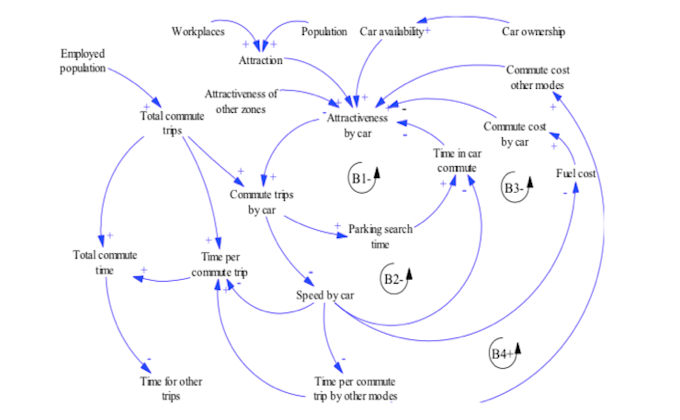 Workplaces
Population
Car availability
Car ownership
Employed
population
Attraction
Commute cost
other modes
Attractiveness of
other zones
Total commute
trips
Attractiveness
by car
Commute cost
by car
Time in car
commute
Fuel cost
B1-
B3-
Commute trips
by car
Parking search
time
Total commute
time
Time per
commute trip
B2-
Speed by car
B4+
Time for other
trips
Time per commute
trip by other modes